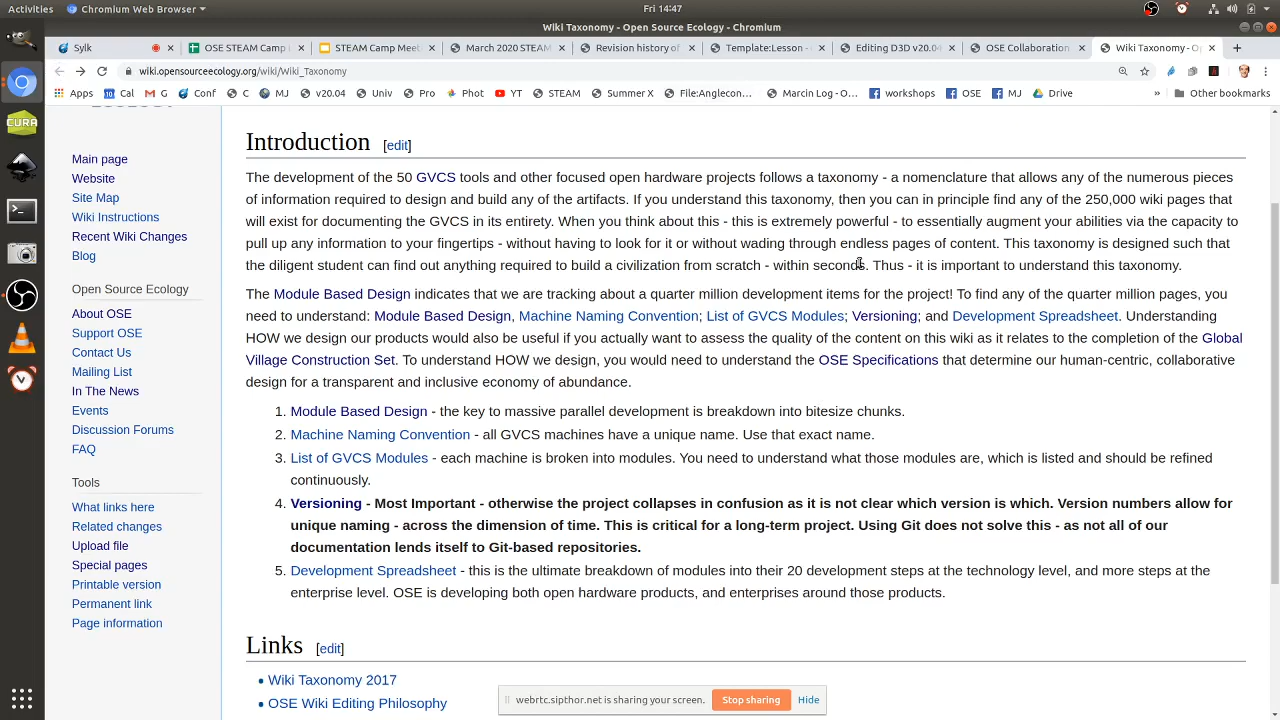 Activities
Chromium Web Browser
Fri 14:47
Wiki Taxonomy - Open Source Ecology - Chromium
Sylk
OSE STEAM Camp
STEAM Camp Mee
March 2020 STEAM
Revision history of
Template:Lesson -
Editing D3D v20.04
OSE Collaboration
Wiki Taxonomy - O
wiki.opensourceecology.org/wiki/Wiki_Taxonomy
Apps
Cal
G
Conf
C
MJ
v20.04
Univ
Pro
Phot
YT
STEAM
Summer X
File:Anglecon...
Marcin Log - O...
workshops
OSE
MJ
Drive
»
Other bookmarks
Main page
Website
Site Map
Wiki Instructions
Recent Wiki Changes
Blog
Open Source Ecology
About OSE
Support OSE
Contact Us
Mailing List
In The News
Events
Discussion Forums
FAQ
Tools
What links here
Related changes
Upload file
Special pages
Printable version
Permanent link
Page information
Introduction [edit]
The development of the 50 GVCS tools and other focused open hardware projects follows a taxonomy - a nomenclature that allows any of the numerous pieces
of information required to design and build any of the artifacts. If you understand this taxonomy, then you can in principle find any of the 250,000 wiki pages that
will exist for documenting the GVCS in its entirety. When you think about this - this is extremely powerful - to essentially augment your abilities via the capacity to
pull up any information to your fingertips - without having to look for it or without wading through endless pages of content. This taxonomy is designed such that
the diligent student can find out anything required to build a civilization from scratch - within seconds. Thus - it is important to understand this taxonomy.
The Module Based Design indicates that we are tracking about a quarter million development items for the project! To find any of the quarter million pages, you
need to understand: Module Based Design, Machine Naming Convention; List of GVCS Modules; Versioning; and Development Spreadsheet. Understanding
HOW we design our products would also be useful if you actually want to assess the quality of the content on this wiki as it relates to the completion of the Global
Village Construction Set. To understand HOW we design, you would need to understand the OSE Specifications that determine our human-centric, collaborative
design for a transparent and inclusive economy of abundance.
1. Module Based Design - the key to massive parallel development is breakdown into bitesize chunks.
2. Machine Naming Convention - all GVCS machines have a unique name. Use that exact name.
3. List of GVCS Modules - each machine is broken into modules. You need to understand what those modules are, which is listed and should be refined
continuously.
4. Versioning - Most Important - otherwise the project collapses in confusion as it is not clear which version is which. Version numbers allow for
unique naming - across the dimension of time. This is critical for a long-term project. Using Git does not solve this - as not all of our
documentation lends itself to Git-based repositories.
5. Development Spreadsheet - this is the ultimate breakdown of modules into their 20 development steps at the technology level, and more steps at the
enterprise level. OSE is developing both open hardware products, and enterprises around those products.
Links [edit]
Wiki Taxonomy 2017
OSE Wiki Editing Philosophy
webrtc.sipthor.net is sharing your screen.
Stop sharing
Hide
CURA